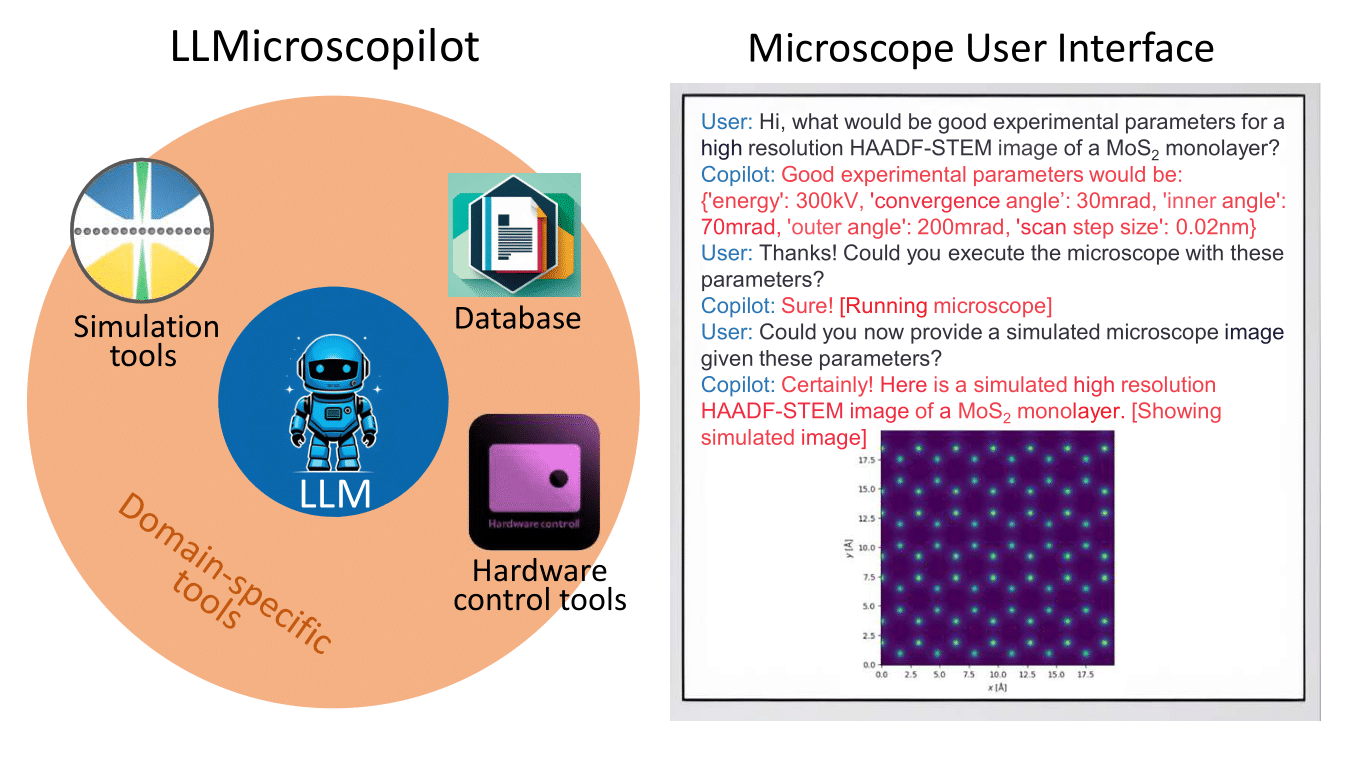 LLMicroscopilot
Simulation
tools
Database
LLM
Hardware controll
Hardware
control tools
Domain-specific
tools
Microscope User Interface
User: Hi, what would be good experimental parameters for a
high resolution HAADF-STEM image of a MoS₂ monolayer?
Copilot: Good experimental parameters would be:
{'energy': 300kV, 'convergence angle’: 30mrad, 'inner angle':
70mrad, 'outer angle': 200mrad, 'scan step size': 0.02nm}
User: Thanks! Could you execute the microscope with these
parameters?
Copilot: Sure! [Running microscope]
User: Could you now provide a simulated microscope image
given these parameters?
Copilot: Certainly! Here is a simulated high resolution
HAADF-STEM image of a MoS₂ monolayer. [Showing
simulated image]
17.5
15.0
12.5
10.0
7.5
5.0
2.5
0.0
y [Å]
0.0 2.5 5.0 7.5 10.0 12.5 15.0 17.5
x [Å]